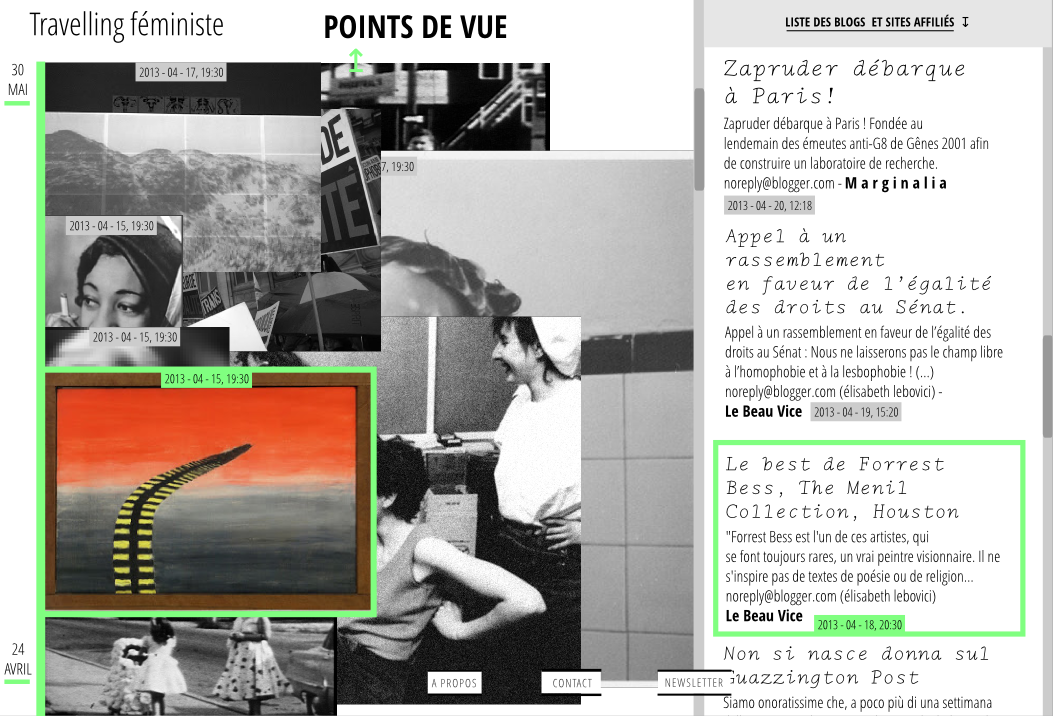 Travelling féministe
POINTS DE VUE
LISTE DES BLOGS ET SITES AFFILIÉS ↧
30
MAI
2013 - 04 - 17, 19:30
7, 19:30
2013 - 04 - 15, 19:30
DE
TÉ
TRANS
2013 - 04 - 15, 19:30
2013 - 04 - 15, 19:30
24
AVRIL
A PROPOS
CONTACT
NEWSLETTER
Zapruder débarque
à Paris!
Zapruder débarque à Paris ! Fondée au
lendemain des émeutes anti-G8 de Gênes 2001 afin
de construire un laboratoire de recherche.
noreply@blogger.com - Marginalia
2013 - 04 - 20, 12:18
Appel à un
rassemblement
en faveur de l’égalité
des droits au Sénat.
Appel à un rassemblement en faveur de l’égalité des
droits au Sénat : Nous ne laisserons pas le champ libre
à l’homophobie et à la lesbophobie ! (...)
noreply@blogger.com (élisabeth lebovici) -
Le Beau Vice 2013 - 04 - 19, 15:20
Le best de Forrest
Bess, The Menil
Collection, Houston
"Forrest Bess est l'un de ces artistes, qui
se font toujours rares, un vrai peintre visionnaire. Il ne
s'inspire pas de textes de poésie ou de religion...
noreply@blogger.com (élisabeth lebovici)
Le Beau Vice 2013 - 04 - 18, 20:30
Non si nasce donna sul
Guazzington Post
Siamo onoratissime che, a poco più di una settimana